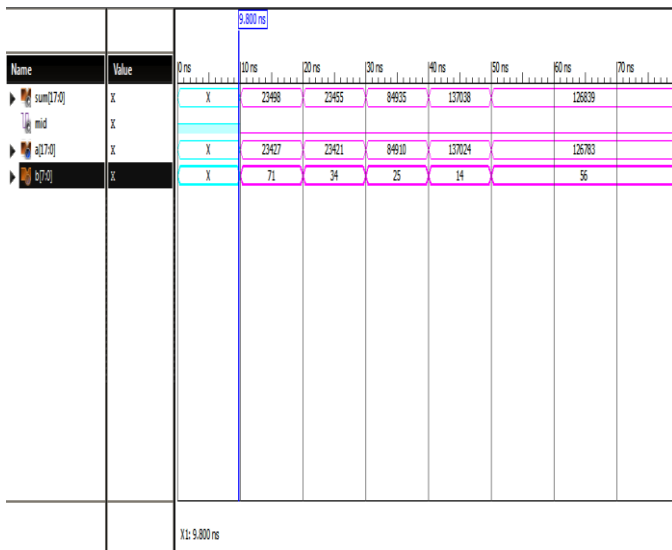 9.800 ns
Name Value 0 ns 10 ns 20 ns 30 ns 40 ns 50 ns 60 ns 70 ns
sum[17:0] X X 23498 23455 84935 137038 126839
mid X
a[17:0] X X 23427 23421 84910 137024 126783
b[7:0] X X 71 34 25 14 56
X1: 9.800 ns